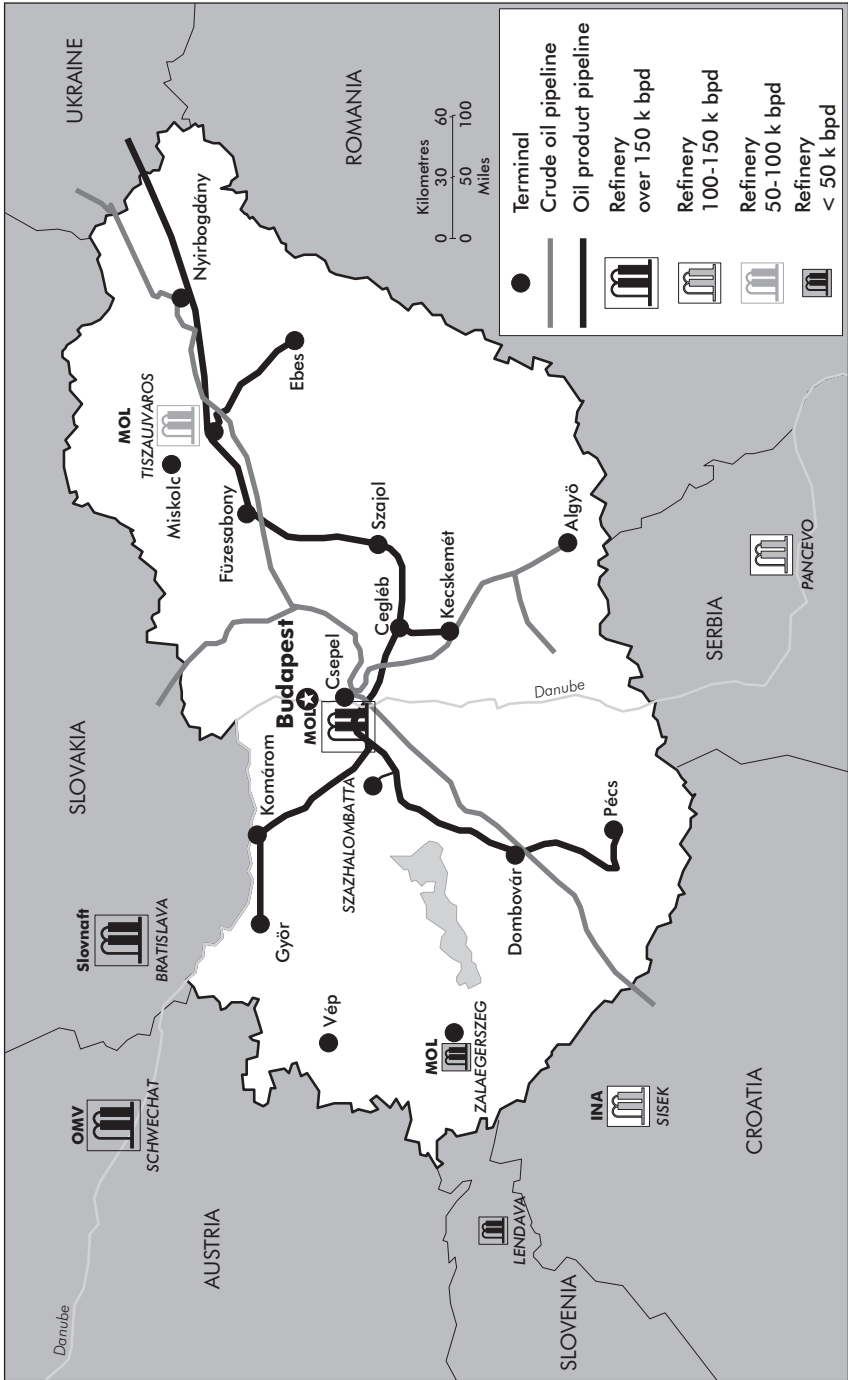 UKRAINE
SLOVAKIA
ROMANIA
AUSTRIA
SLOVENIA
CROATIA
SERBIA
Danube
Danube
OMV
SCHWECHAT
Slovnaft
BRATISLAVA
LENDAVA
INA
SISEK
PANCEVO
MOL
TISZAUJVAROS
Miskolc
Nyirbogdány
Ebes
Füzesabony
Szajol
Cegléb
Kecskemét
Algyö
Budapest
MOL
Csepel
SZAZHALOMBATTA
Komárom
Györ
Vép
MOL
ZALAEGERSZEG
Dombovár
Pécs
Kilometres
0 30 60
0 50 100
Miles
Terminal
Crude oil pipeline
Oil product pipeline
Refinery
over 150 k bpd
Refinery
100-150 k bpd
Refinery
50-100 k bpd
Refinery
< 50 k bpd